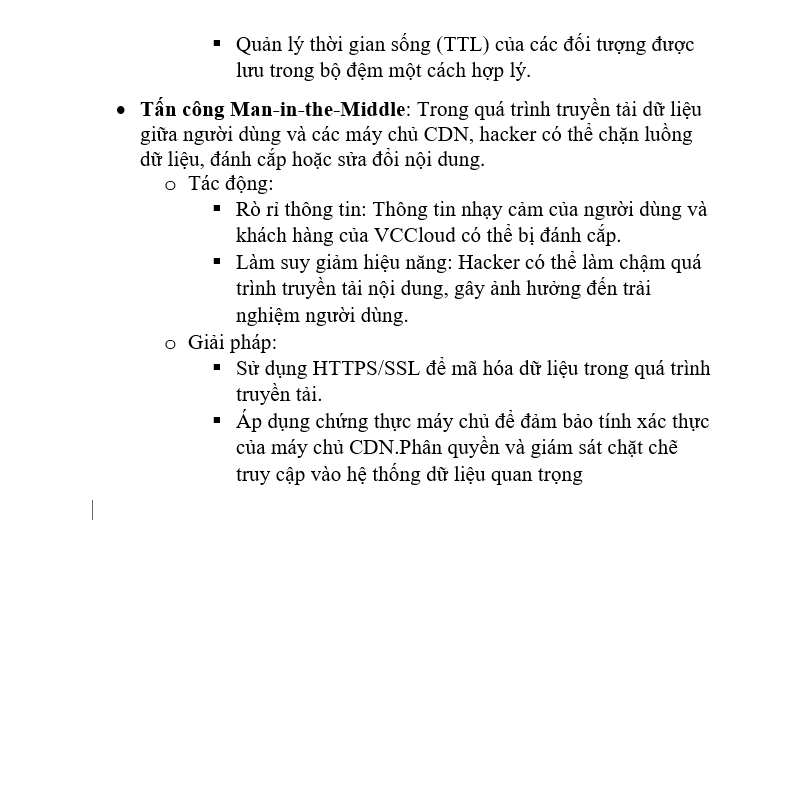 ▪ Quản lý thời gian sống (TTL) của các đối tượng được
lưu trong bộ đệm một cách hợp lý.
• Tấn công Man-in-the-Middle: Trong quá trình truyền tải dữ liệu
giữa người dùng và các máy chủ CDN, hacker có thể chặn luồng
dữ liệu, đánh cắp hoặc sửa đổi nội dung.
o Tác động:
▪ Rò rỉ thông tin: Thông tin nhạy cảm của người dùng và
khách hàng của VCCloud có thể bị đánh cắp.
▪ Làm suy giảm hiệu năng: Hacker có thể làm chậm quá
trình truyền tải nội dung, gây ảnh hưởng đến trải
nghiệm người dùng.
o Giải pháp:
▪ Sử dụng HTTPS/SSL để mã hóa dữ liệu trong quá trình
truyền tải.
▪ Áp dụng chứng thực máy chủ để đảm bảo tính xác thực
của máy chủ CDN.Phân quyền và giám sát chặt chẽ
truy cập vào hệ thống dữ liệu quan trọng